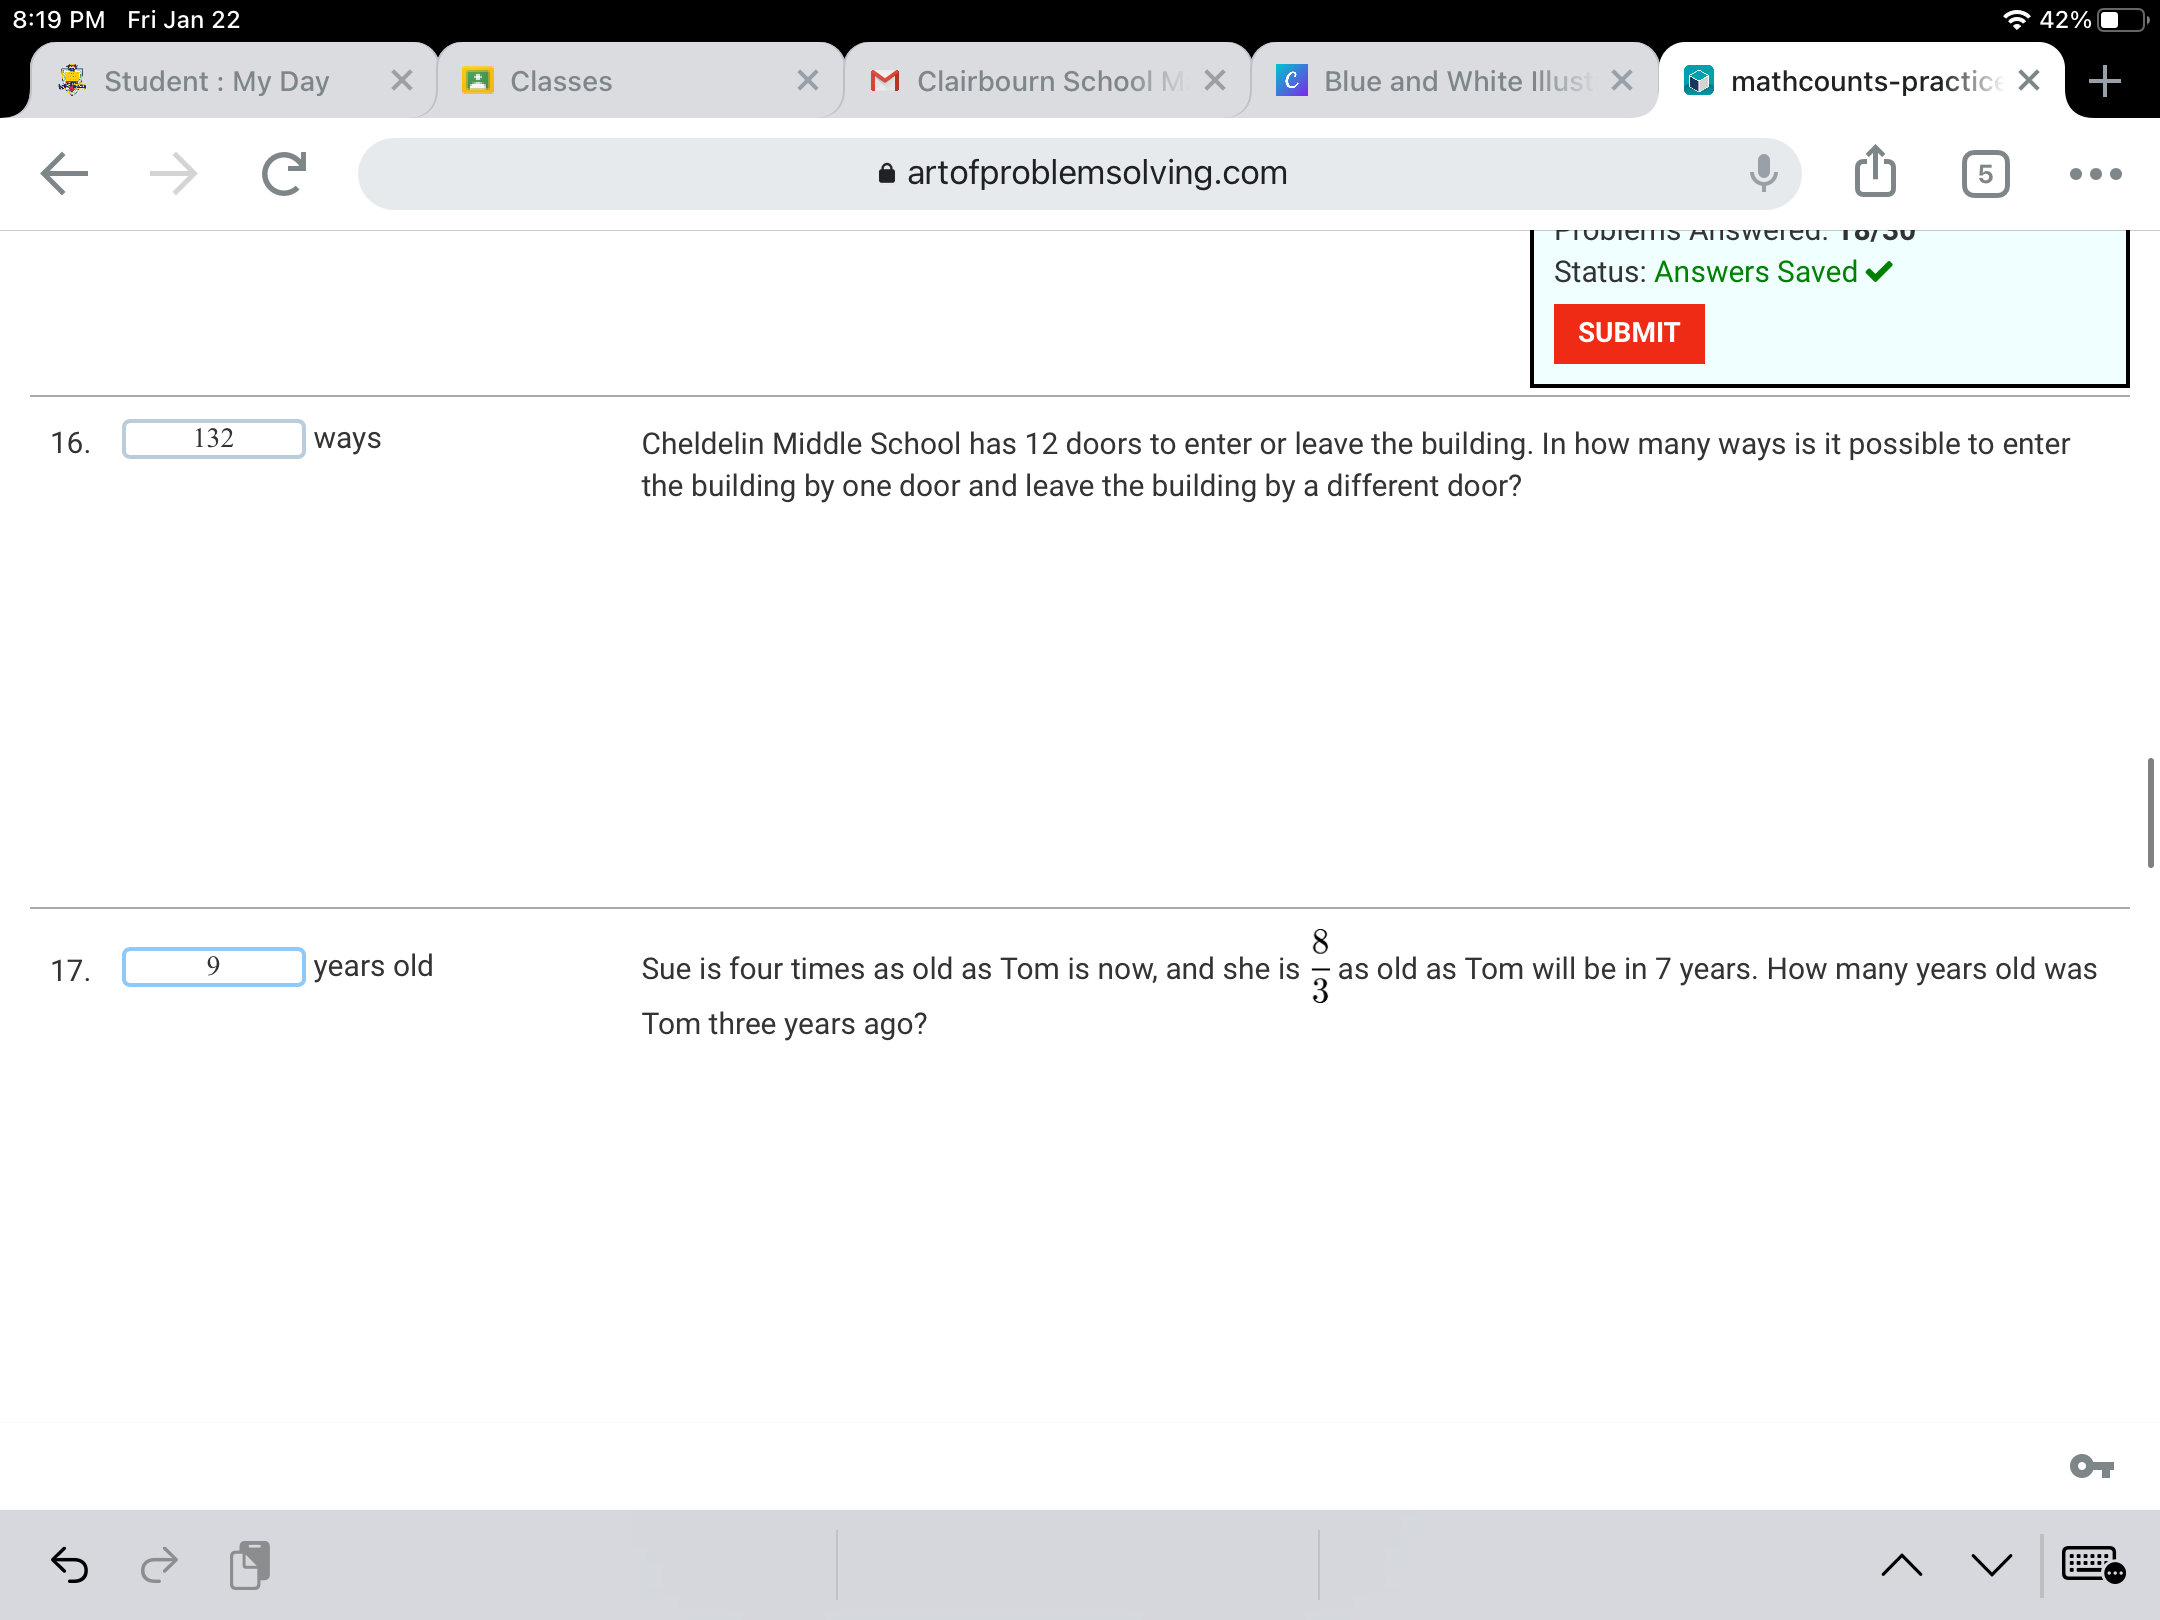 8:19 PM Fri Jan 22
42%
Student : My Day
Classes
Clairbourn School M
Blue and White Illust
mathcounts-practice
artofproblemsolving.com
5
Problems Answered: 18/30
Status: Answers Saved
SUBMIT
16. 132 ways
Cheldelin Middle School has 12 doors to enter or leave the building. In how many ways is it possible to enter
the building by one door and leave the building by a different door?
17. 9 years old
Sue is four times as old as Tom is now, and she is 8/3 as old as Tom will be in 7 years. How many years old was
Tom three years ago?